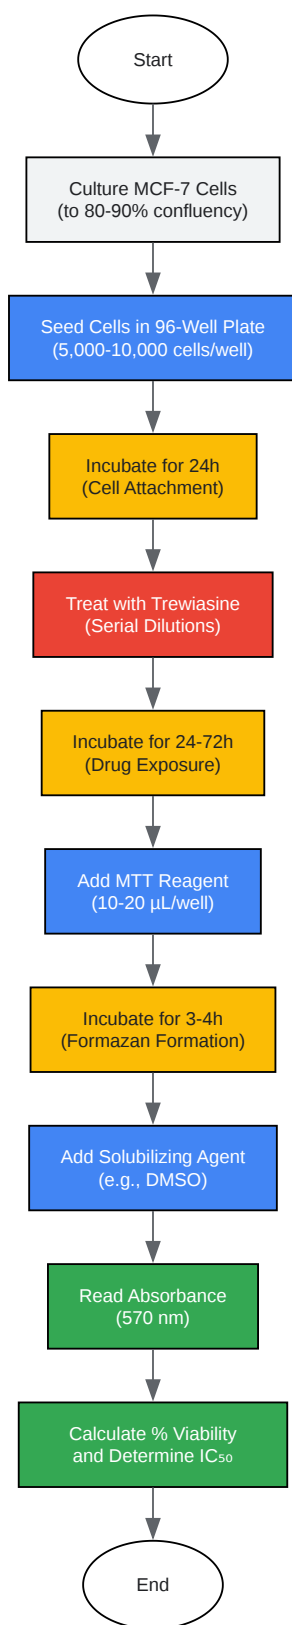 Start
Culture MCF-7 Cells
(to 80-90% confluency)
Seed Cells in 96-Well Plate
(5,000-10,000 cells/well)
Incubate for 24h
(Cell Attachment)
Treat with Trewiasine
(Serial Dilutions)
Incubate for 24-72h
(Drug Exposure)
Add MTT Reagent
(10-20 µL/well)
Incubate for 3-4h
(Formazan Formation)
Add Solubilizing Agent
(e.g., DMSO)
Read Absorbance
(570 nm)
Calculate % Viability
and Determine IC₅₀
End